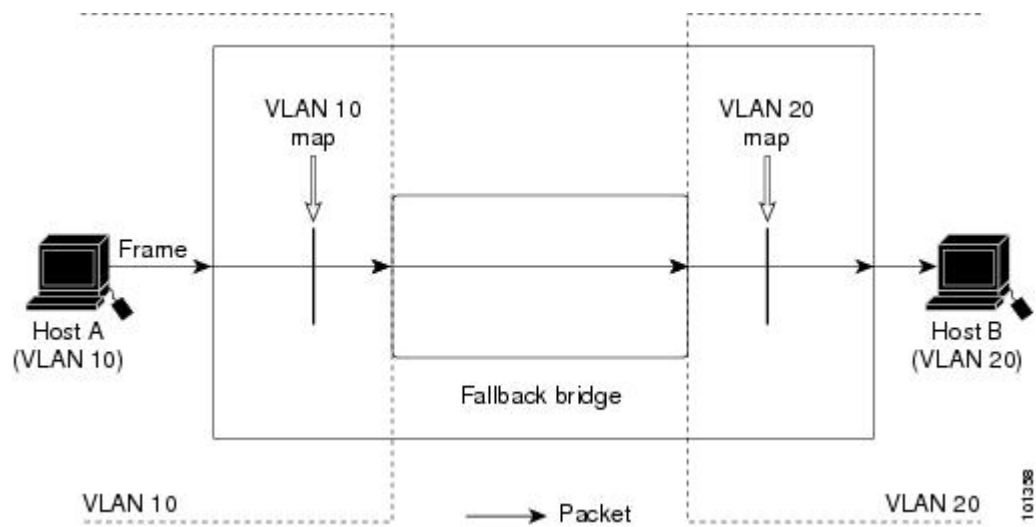 VLAN 10
map
VLAN 20
map
Frame
Host A
(VLAN 10)
Host B
(VLAN 20)
Fallback bridge
VLAN 10
Packet
VLAN 20
101358